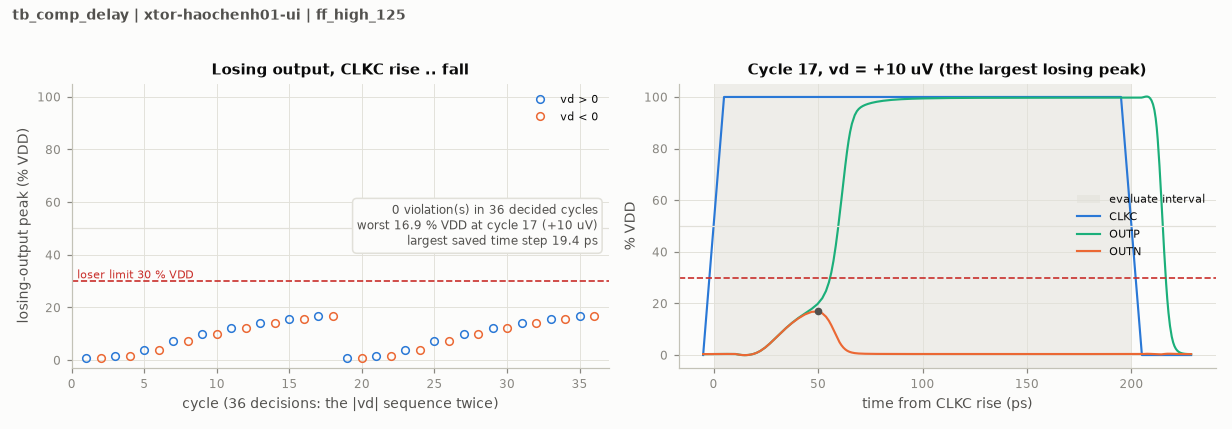 tb_comp_delay | xtor-haochenh01-ui | ff_high_125
Losing output, CLKC rise .. fall
losing-output peak (% VDD)
100
80
60
40
20
0
vd > 0
vd < 0
0 violation(s) in 36 decided cycles
worst 16.9 % VDD at cycle 17 (+10 uV)
largest saved time step 19.4 ps
loser limit 30 % VDD
0 5 10 15 20 25 30 35
cycle (36 decisions: the |vd| sequence twice)
Cycle 17, vd = +10 uV (the largest losing peak)
% VDD
100
80
60
40
20
0
evaluate interval
CLKC
OUTP
OUTN
0 50 100 150 200
time from CLKC rise (ps)